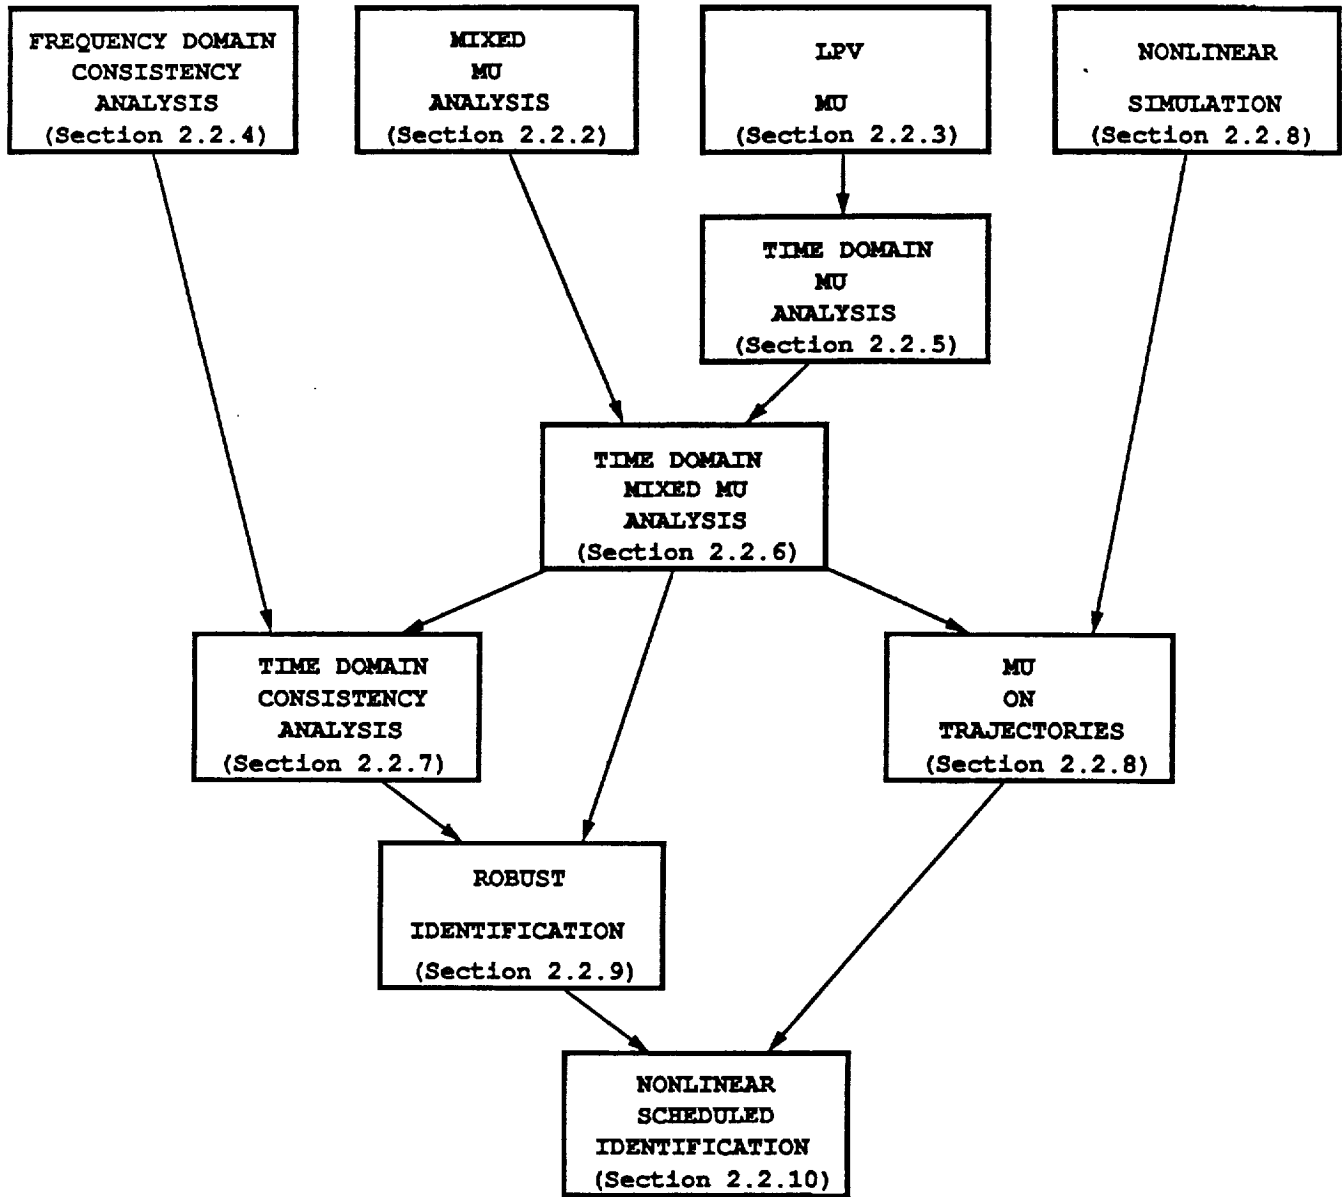 FREQUENCY DOMAIN
CONSISTENCY
ANALYSIS
(Section 2.2.4)
MIXED
MU
ANALYSIS
(Section 2.2.2)
LPV
MU
(Section 2.2.3)
NONLINEAR
SIMULATION
(Section 2.2.8)
TIME DOMAIN
MU
ANALYSIS
(Section 2.2.5)
TIME DOMAIN
MIXED MU
ANALYSIS
(Section 2.2.6)
TIME DOMAIN
CONSISTENCY
ANALYSIS
(Section 2.2.7)
MU
ON
TRAJECTORIES
(Section 2.2.8)
ROBUST
IDENTIFICATION
(Section 2.2.9)
NONLINEAR
SCHEDULED
IDENTIFICATION
(Section 2.2.10)